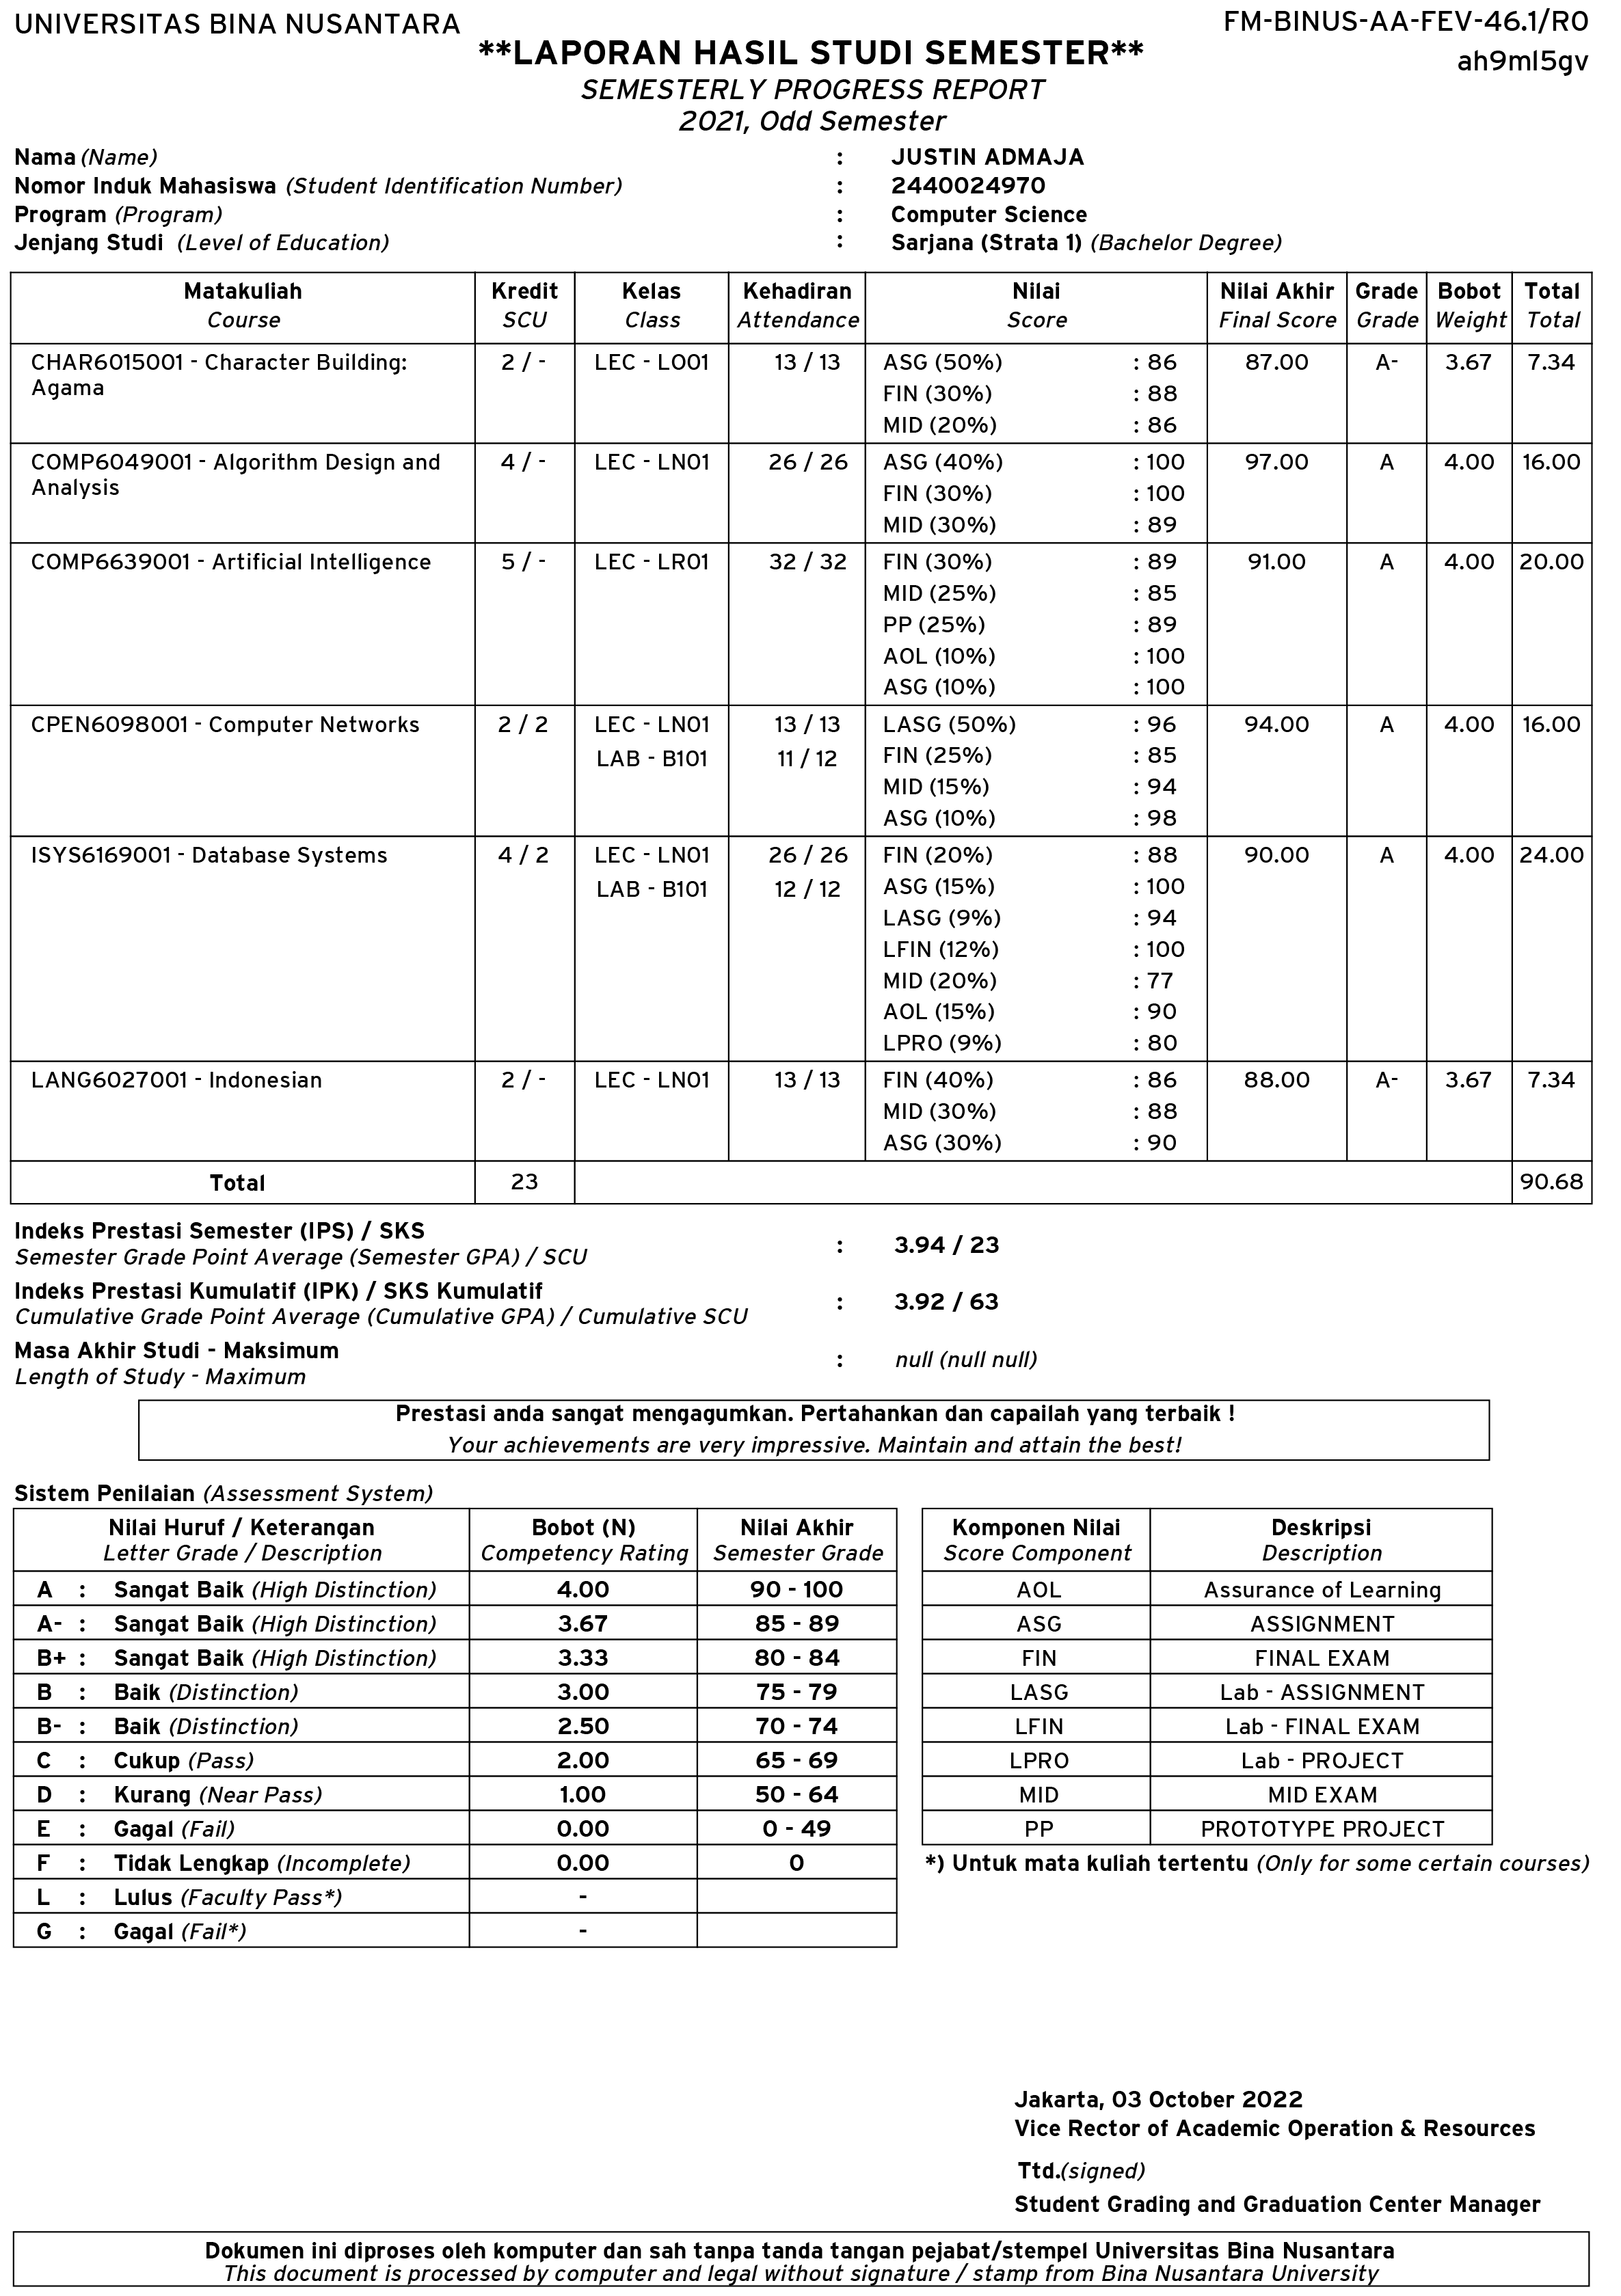 UNIVERSITAS BINA NUSANTARA
FM-BINUS-AA-FEV-46.1/R0
**LAPORAN HASIL STUDI SEMESTER**
ah9ml5gv
SEMESTERLY PROGRESS REPORT
2021, Odd Semester
Nama (Name) : JUSTIN ADMAJA
Nomor Induk Mahasiswa (Student Identification Number) : 2440024970
Program (Program) : Computer Science
Jenjang Studi (Level of Education) : Sarjana (Strata 1) (Bachelor Degree)
Matakuliah Kredit Kelas Kehadiran Nilai Nilai Akhir Grade Bobot Total
Course SCU Class Attendance Score Final Score Grade Weight Total
CHAR6015001 - Character Building: 2 / - LEC - LO01 13 / 13 ASG (50%) : 86 87.00 A- 3.67 7.34
Agama
FIN (30%) : 88
MID (20%) : 86
COMP6049001 - Algorithm Design and 4 / - LEC - LN01 26 / 26 ASG (40%) : 100 97.00 A 4.00 16.00
Analysis
FIN (30%) : 100
MID (30%) : 89
COMP6639001 - Artificial Intelligence 5 / - LEC - LR01 32 / 32 FIN (30%) : 89 91.00 A 4.00 20.00
MID (25%) : 85
PP (25%) : 89
AOL (10%) : 100
ASG (10%) : 100
CPEN6098001 - Computer Networks 2 / 2 LEC - LN01 13 / 13 LASG (50%) : 96 94.00 A 4.00 16.00
LAB - B101 11 / 12 FIN (25%) : 85
MID (15%) : 94
ASG (10%) : 98
ISYS6169001 - Database Systems 4 / 2 LEC - LN01 26 / 26 FIN (20%) : 88 90.00 A 4.00 24.00
LAB - B101 12 / 12 ASG (15%) : 100
LASG (9%) : 94
LFIN (12%) : 100
MID (20%) : 77
AOL (15%) : 90
LPRO (9%) : 80
LANG6027001 - Indonesian 2 / - LEC - LN01 13 / 13 FIN (40%) : 86 88.00 A- 3.67 7.34
MID (30%) : 88
ASG (30%) : 90
Total 23 90.68
Indeks Prestasi Semester (IPS) / SKS
Semester Grade Point Average (Semester GPA) / SCU : 3.94 / 23
Indeks Prestasi Kumulatif (IPK) / SKS Kumulatif
Cumulative Grade Point Average (Cumulative GPA) / Cumulative SCU : 3.92 / 63
Masa Akhir Studi - Maksimum
Length of Study - Maximum : null (null null)
Prestasi anda sangat mengagumkan. Pertahankan dan capailah yang terbaik !
Your achievements are very impressive. Maintain and attain the best!
Sistem Penilaian (Assessment System)
Nilai Huruf / Keterangan Bobot (N) Nilai Akhir
Letter Grade / Description Competency Rating Semester Grade
A : Sangat Baik (High Distinction) 4.00 90 - 100
A- : Sangat Baik (High Distinction) 3.67 85 - 89
B+ : Sangat Baik (High Distinction) 3.33 80 - 84
B : Baik (Distinction) 3.00 75 - 79
B- : Baik (Distinction) 2.50 70 - 74
C : Cukup (Pass) 2.00 65 - 69
D : Kurang (Near Pass) 1.00 50 - 64
E : Gagal (Fail) 0.00 0 - 49
F : Tidak Lengkap (Incomplete) 0.00 0
L : Lulus (Faculty Pass*) -
G : Gagal (Fail*) -
Komponen Nilai Deskripsi
Score Component Description
AOL Assurance of Learning
ASG ASSIGNMENT
FIN FINAL EXAM
LASG Lab - ASSIGNMENT
LFIN Lab - FINAL EXAM
LPRO Lab - PROJECT
MID MID EXAM
PP PROTOTYPE PROJECT
*) Untuk mata kuliah tertentu (Only for some certain courses)
Jakarta, 03 October 2022
Vice Rector of Academic Operation & Resources
Ttd.(signed)
Student Grading and Graduation Center Manager
Dokumen ini diproses oleh komputer dan sah tanpa tanda tangan pejabat/stempel Universitas Bina Nusantara
This document is processed by computer and legal without signature / stamp from Bina Nusantara University